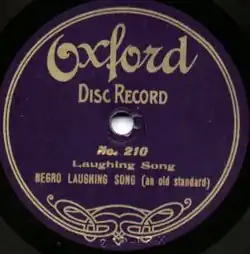 Oxford
DISC RECORD
No. 210
Laughing Song
NEGRO LAUGHING SONG (an old standard)